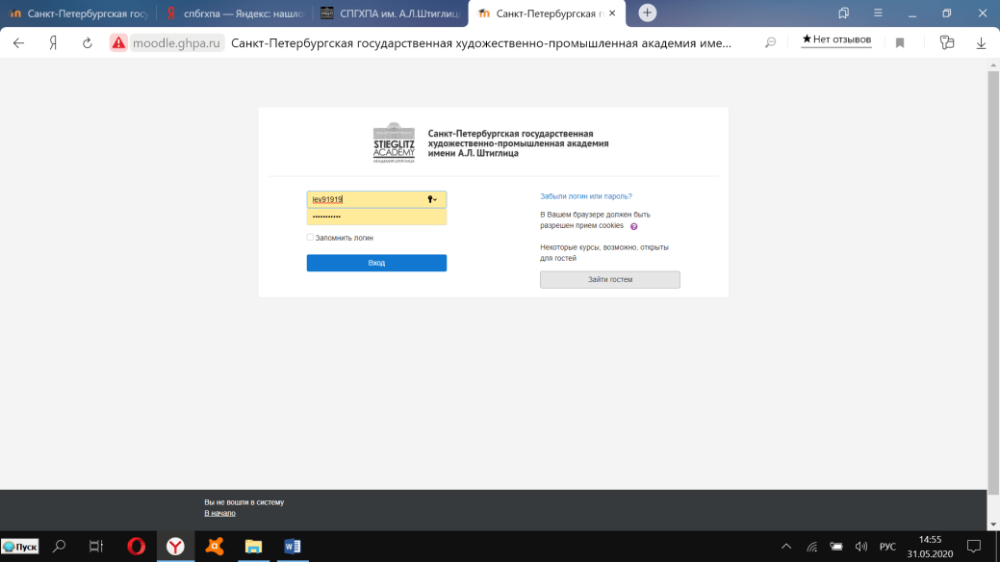 Санкт-Петербургская госу
спбгхпа — Яндекс: нашло
СПГХПА им. А.Л.Штиглиц
Санкт-Петербургская г
moodle.ghpa.ru
Санкт-Петербургская государственная художественно-промышленная академия име...
★ Нет отзывов
STIEGLITZ
ACADEMY
АКАДЕМИЯ ШТИГЛИЦА
Санкт-Петербургская государственная
художественно-промышленная академия
имени А.Л. Штиглица
lev91919
•••••••••••
Запомнить логин
Вход
Забыли логин или пароль?
В Вашем браузере должен быть
разрешен прием cookies
Некоторые курсы, возможно, открыты
для гостей
Зайти гостем
Вы не вошли в систему
В начало
Пуск
РУС
14:55
31.05.2020